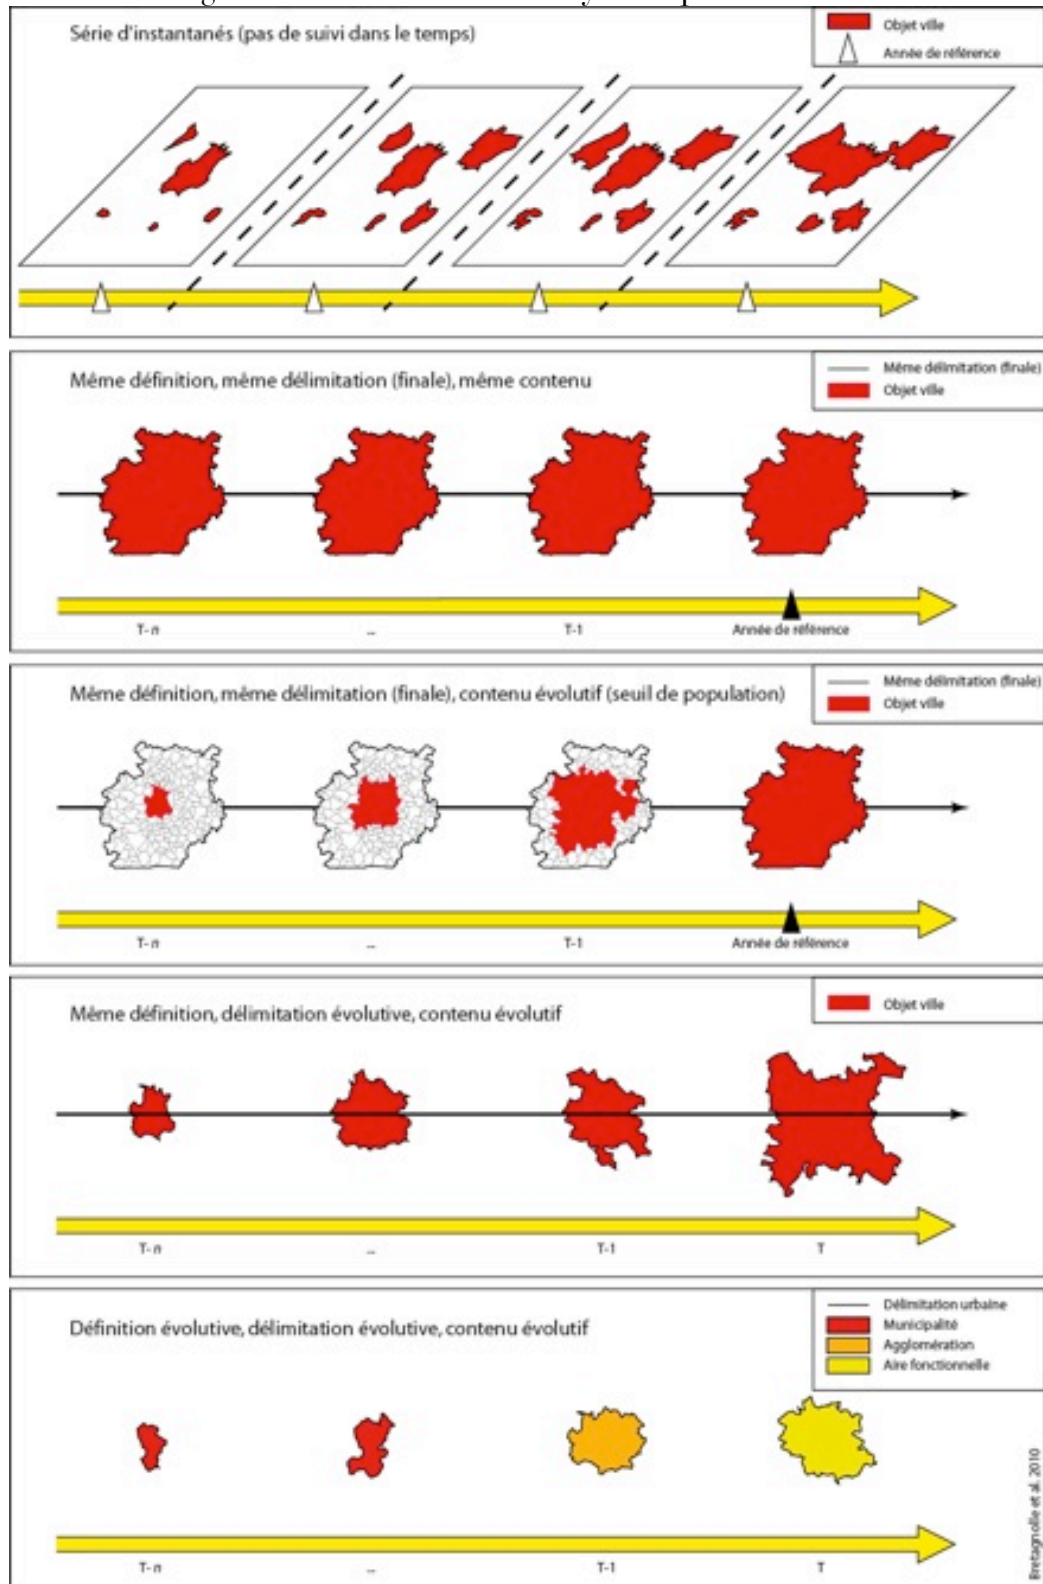 Série d'instantanés (pas de suivi dans le temps)
Objet ville
Année de référence
Même définition, même délimitation (finale), même contenu
Même délimitation (finale)
Objet ville
T- n
...
T-1
Année de référence
Même définition, même délimitation (finale), contenu évolutif (seuil de population)
Même délimitation (finale)
Objet ville
T- n
...
T-1
Année de référence
Même définition, délimitation évolutive, contenu évolutif
Objet ville
T- n
...
T-1
T
Définition évolutive, délimitation évolutive, contenu évolutif
Délimitation urbaine
Municipalité
Agglomération
Aire fonctionnelle
T- n
...
T-1
T
Bretagnolle et al. 2010